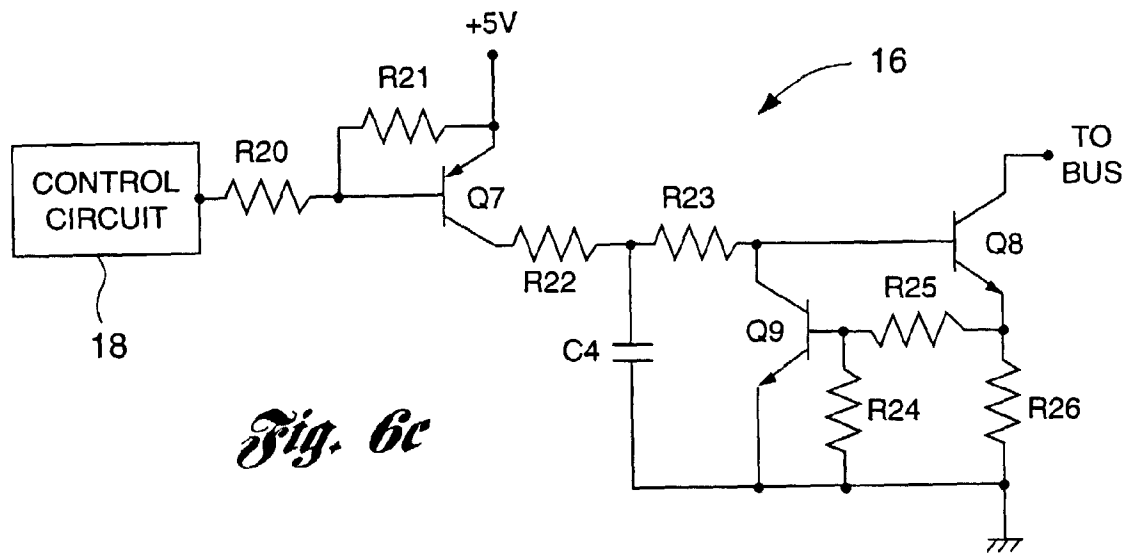 +5V
R21
16
R20
TO
BUS
CONTROL
CIRCUIT
Q7
R23
Q8
R22
R25
18
Q9
C4
R24
R26
Fig. 6c